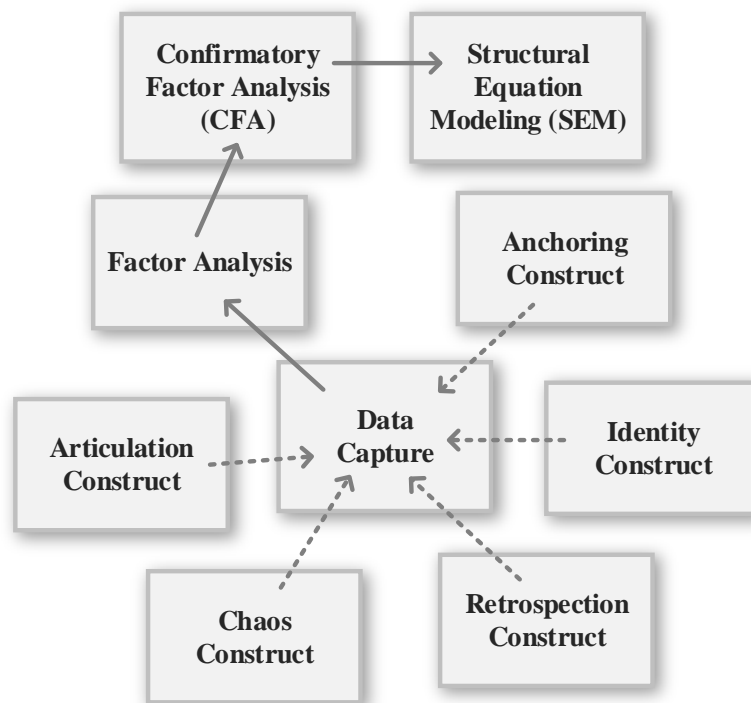 Confirmatory
Factor Analysis
(CFA)
Structural
Equation
Modeling (SEM)
Factor Analysis
Anchoring
Construct
Data
Capture
Articulation
Construct
Identity
Construct
Chaos
Construct
Retrospection
Construct